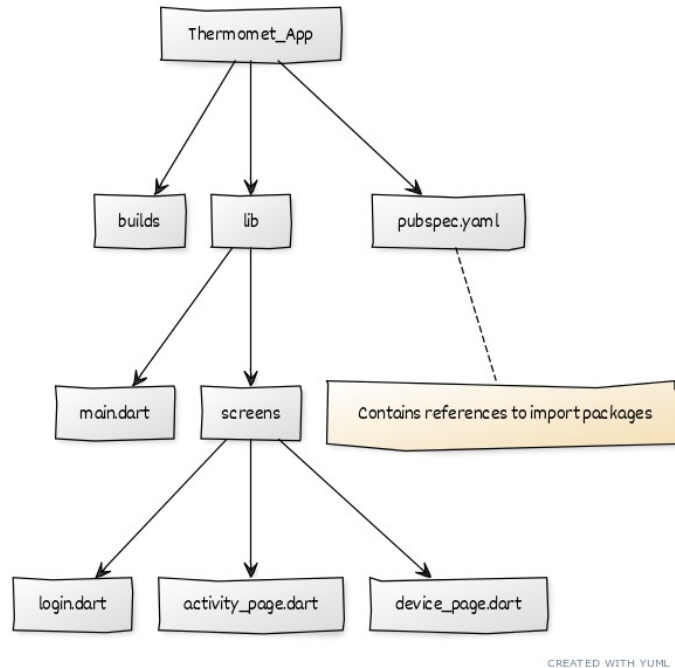 Thermomet_App
builds
lib
pubspec.yaml
main.dart
screens
Contains references to import packages
login.dart
activity_page.dart
device_page.dart
CREATED WITH YUML